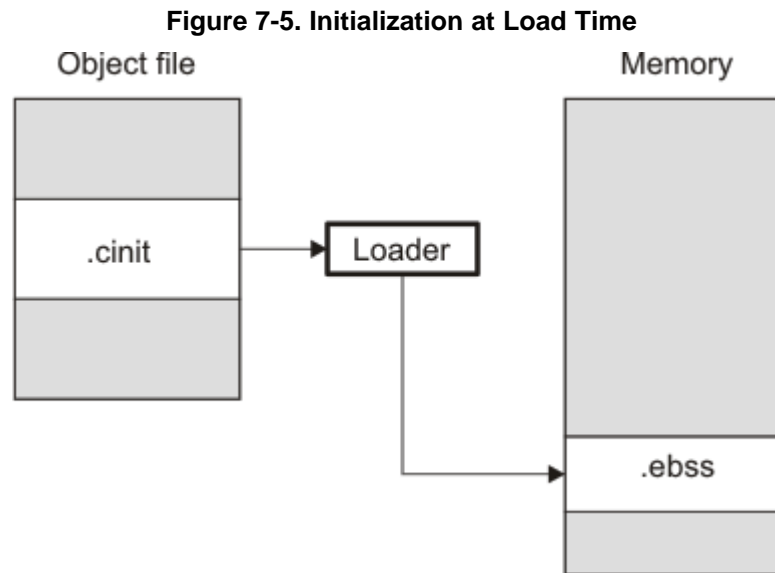 Figure 7-5. Initialization at Load Time
Object file
Memory
.cinit
Loader
.ebss